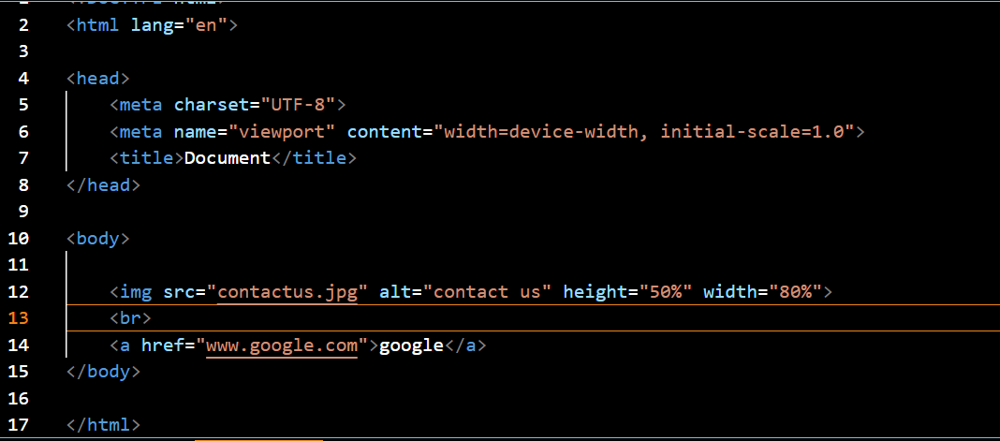 2 <html lang="en">
3
4 <head>
5     <meta charset="UTF-8">
6     <meta name="viewport" content="width=device-width, initial-scale=1.0">
7     <title>Document</title>
8 </head>
9
10 <body>
11
12     <img src="contactus.jpg" alt="contact us" height="50%" width="80%">
13     <br>
14     <a href="www.google.com">google</a>
15 </body>
16
17 </html>